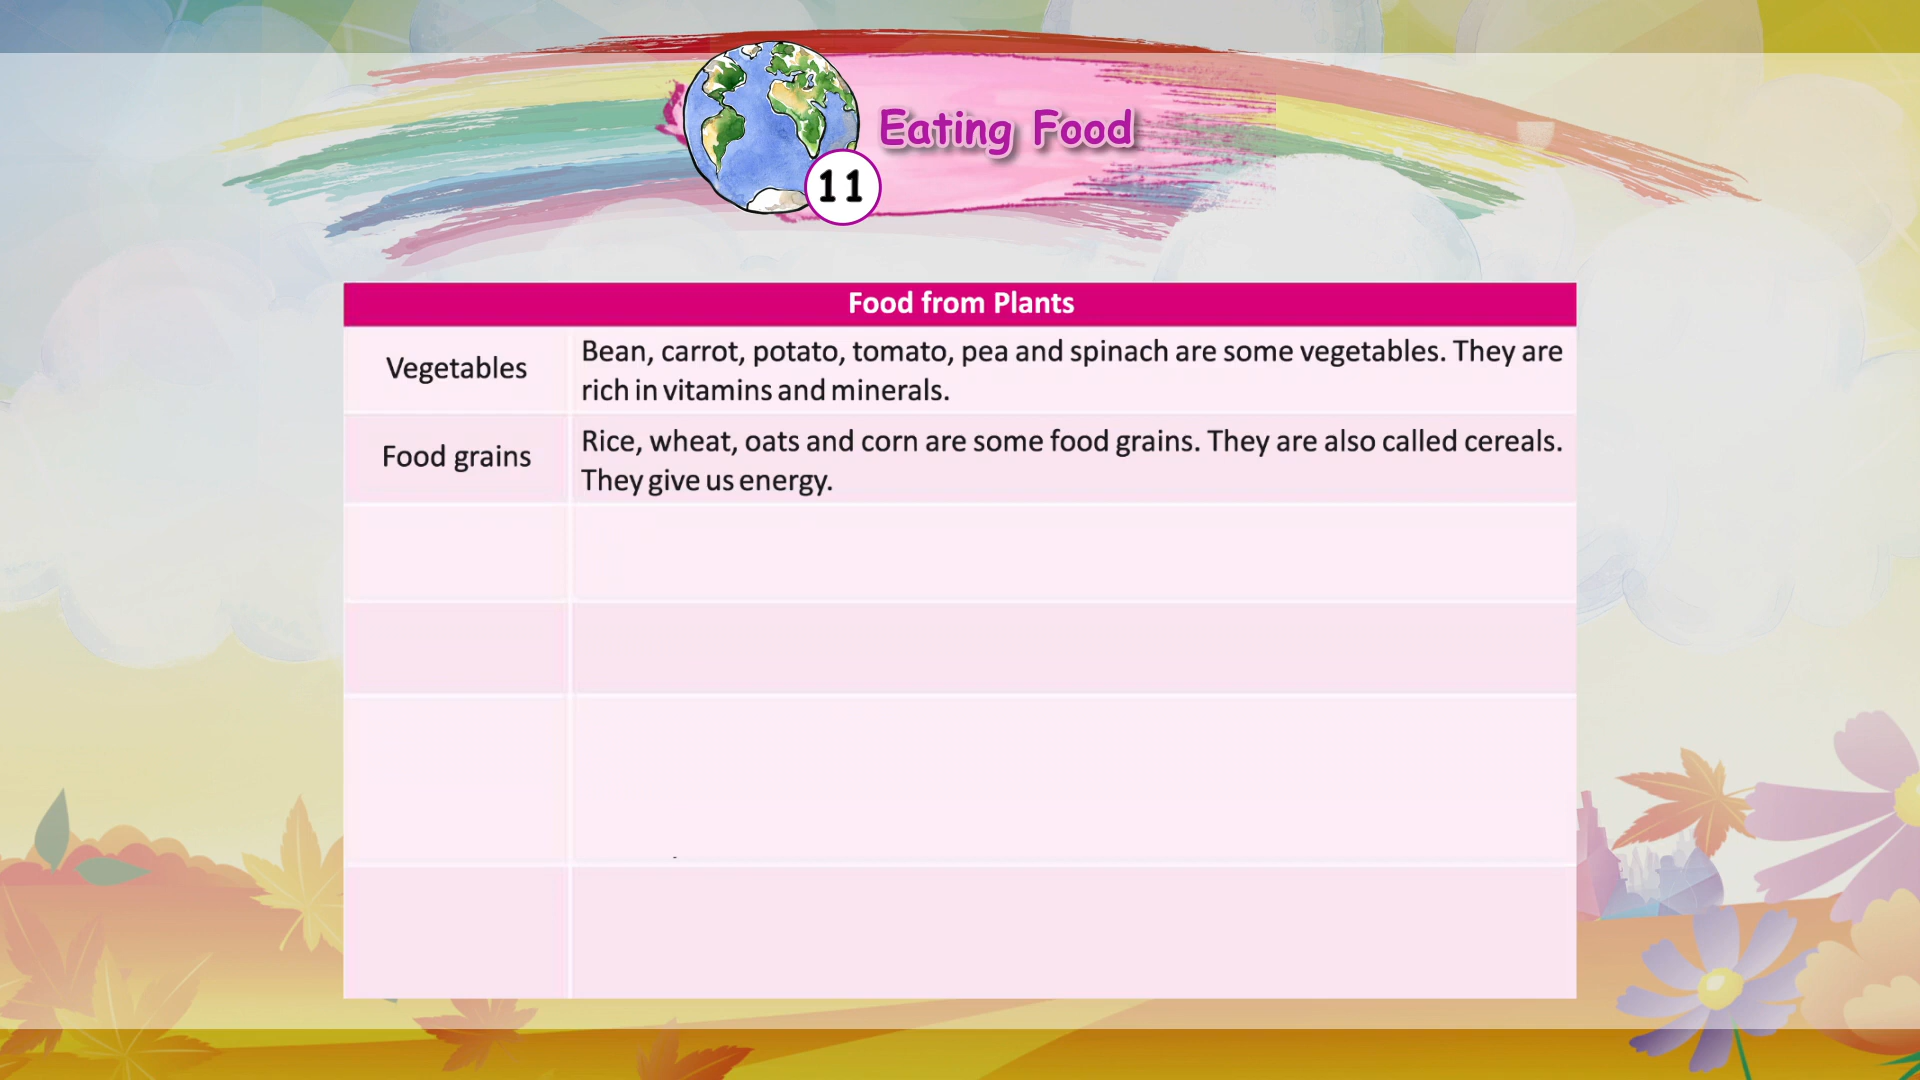 Eating Food
11
Food from Plants
Vegetables
Bean, carrot, potato, tomato, pea and spinach are some vegetables. They are
rich in vitamins and minerals.
Food grains
Rice, wheat, oats and corn are some food grains. They are also called cereals.
They give us energy.